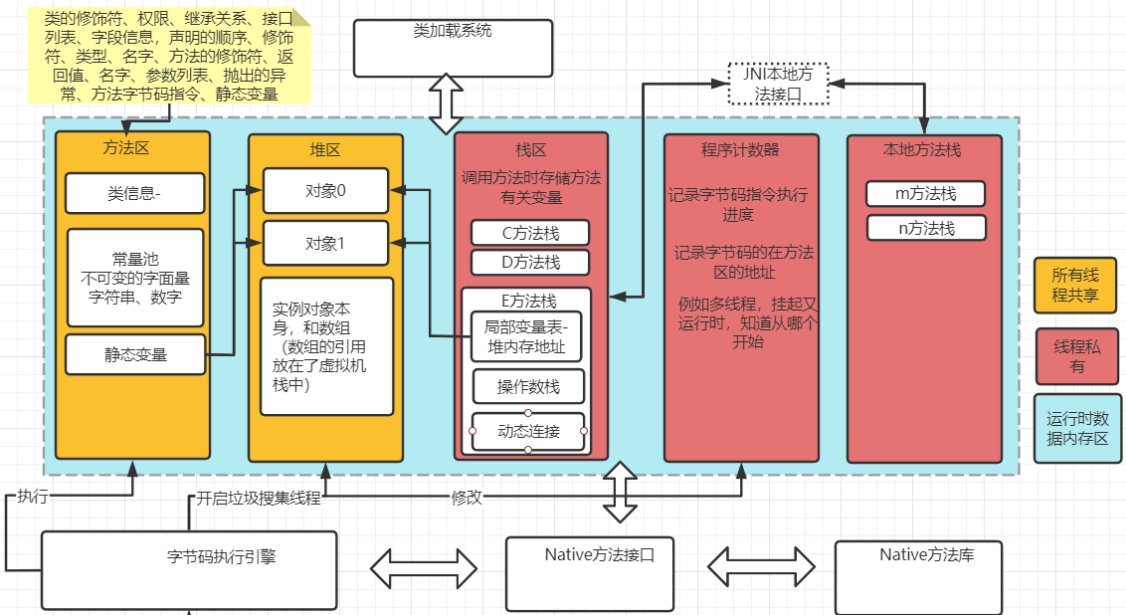 类的修饰符、权限、继承关系、接口
列表、字段信息，声明的顺序、修饰
符、类型、名字、方法的修饰符、返
回值、名字、参数列表、抛出的异
常、方法字节码指令、静态变量
类加载系统
JNI本地方
法接口
方法区
类信息-
常量池
不可变的字面量
字符串、数字
静态变量
堆区
对象0
对象1
实例对象本
身，和数组
（数组的引用
放在了虚拟机
栈中）
栈区
调用方法时存储方法
有关变量
C方法栈
D方法栈
E方法栈
局部变量表-
堆内存地址
操作数栈
动态连接
程序计数器
记录字节码指令执行
进度
记录字节码的在方法
区的地址
例如多线程，挂起又
运行时，知道从哪个
开始
本地方法栈
m方法栈
n方法栈
所有线
程共享
线程私
有
运行时数
据内存区
执行
开启垃圾搜集线程
修改
字节码执行引擎
Native方法接口
Native方法库